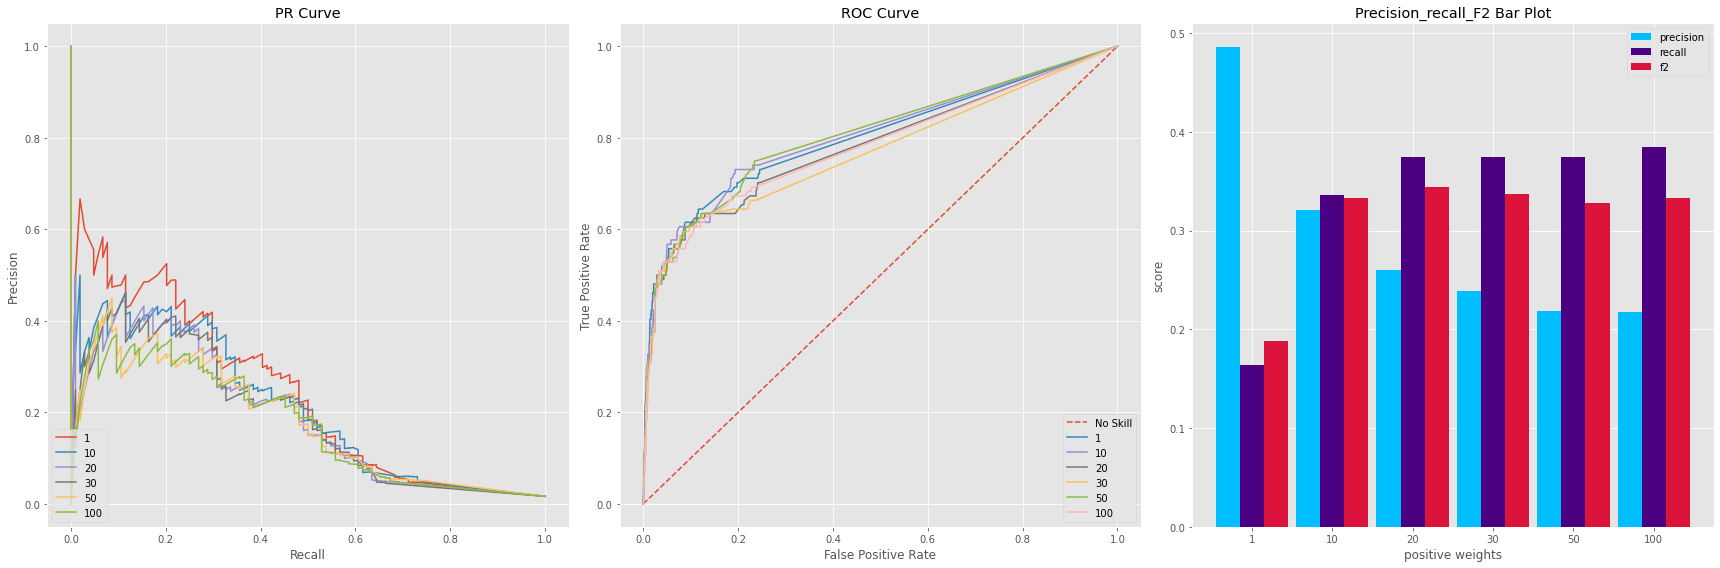 PR Curve
Precision
1.0
0.8
0.6
0.4
0.2
0.0
1
10
20
30
50
100
0.0 0.2 0.4 0.6 0.8 1.0
Recall
ROC Curve
True Positive Rate
1.0
0.8
0.6
0.4
0.2
0.0
No Skill
1
10
20
30
50
100
0.0 0.2 0.4 0.6 0.8 1.0
False Positive Rate
Precision_recall_F2 Bar Plot
score
0.5
0.4
0.3
0.2
0.1
0.0
precision
recall
f2
1 10 20 30 50 100
positive weights